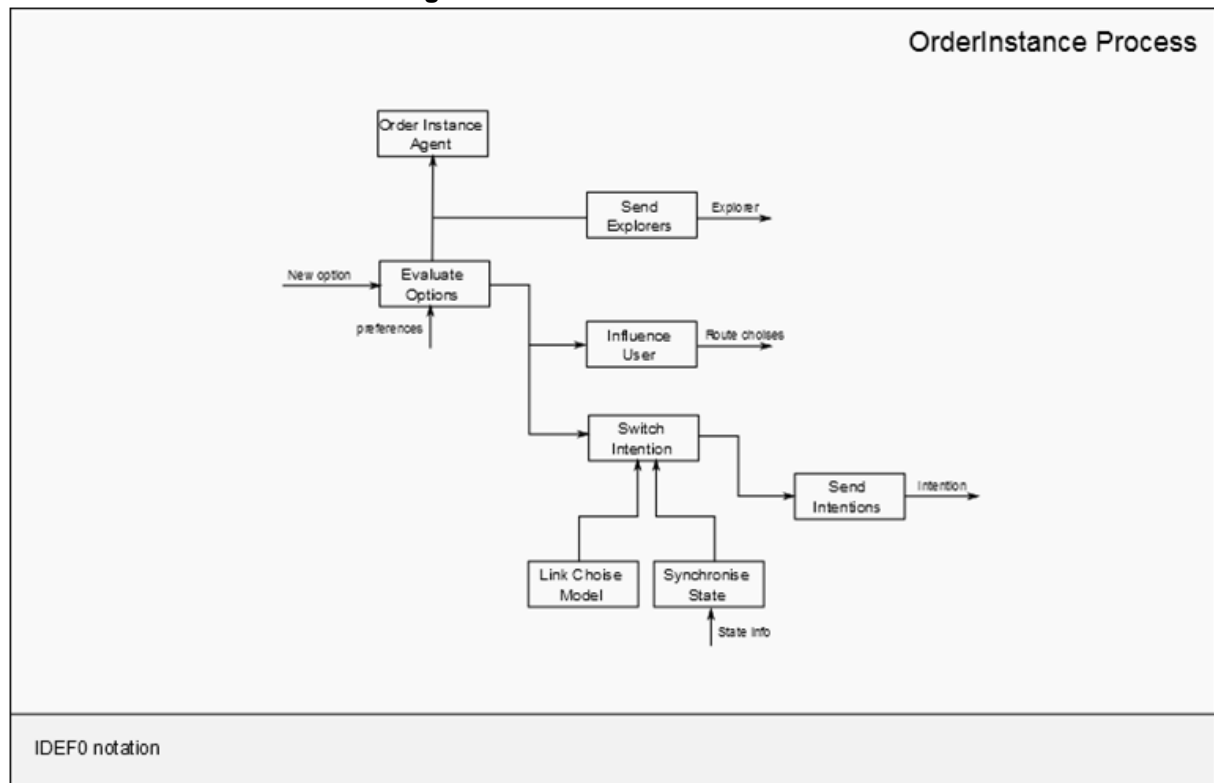 OrderInstance Process
Order Instance
Agent
Send
Explorers
Explorer
New option
Evaluate
Options
preferences
Influence
User
Route choises
Switch
Intention
Send
Intentions
Intention
Link Choise
Model
Synchronise
State
State Info
IDEF0 notation